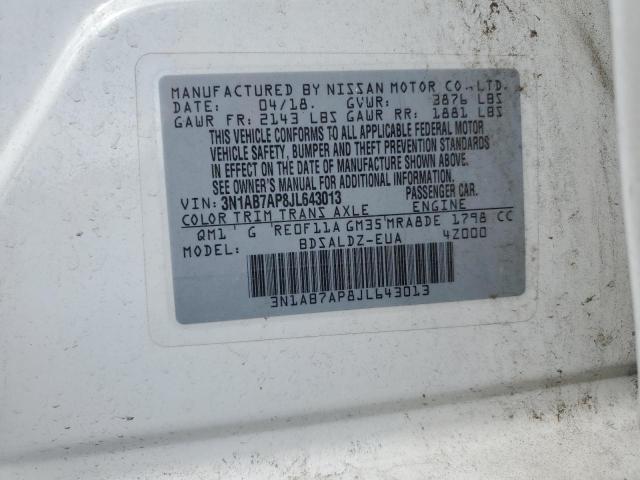 MANUFACTURED BY NISSAN MOTOR CO.,LTD.
DATE: 04/18. GVWR: 3876 LBS
GAWR FR: 2143 LBS GAWR RR: 1881 LBS
THIS VEHICLE CONFORMS TO ALL APPLICABLE FEDERAL MOTOR
VEHICLE SAFETY, BUMPER AND THEFT PREVENTION STANDARDS
IN EFFECT ON THE DATE OF MANUFACTURE SHOWN ABOVE.
SEE OWNER'S MANUAL FOR ADDITIONAL INFORMATION
VIN: 3N1AB7AP8JL643013 PASSENGER CAR.
COLOR TRIM TRANS AXLE ENGINE
QM1 G RE0F11A GM35 MRA8DE 1798 CC
BDSALDZ-EUA 4Z000
3N1AB7AP8JL643013